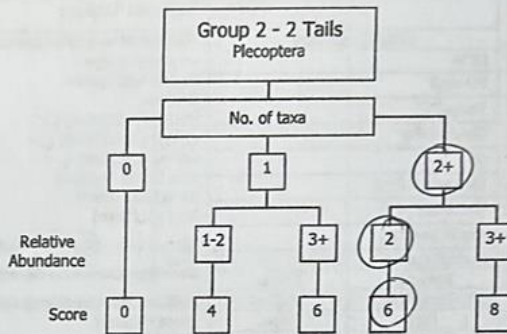 Group 2 - 2 Tails
Plecoptera
No. of taxa
0 1 2+
Relative
Abundance
1-2 3+ 2 3+
Score 0 4 6 6 8